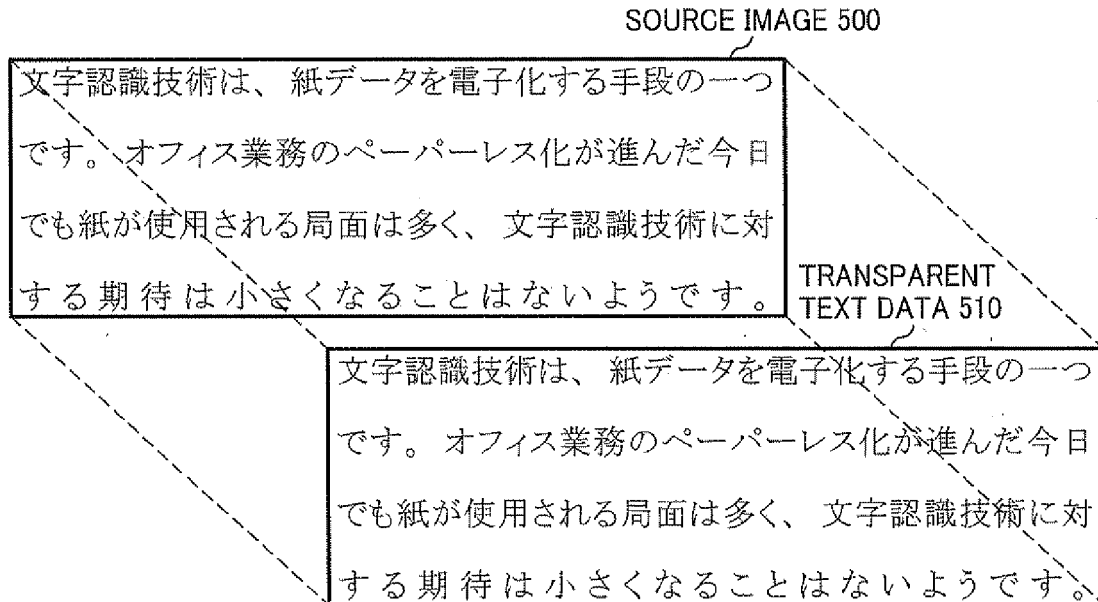 SOURCE IMAGE 500
文字認識技術は、紙データを電子化する手段の一つ
です。オフィス業務のペーパーレス化が進んだ今日
でも紙が使用される局面は多く、文字認識技術に対
する期待は小さくなることはないようです。
TRANSPARENT
TEXT DATA 510
文字認識技術は、紙データを電子化する手段の一つ
です。オフィス業務のペーパーレス化が進んだ今日
でも紙が使用される局面は多く、文字認識技術に対
する期待は小さくなることはないようです。